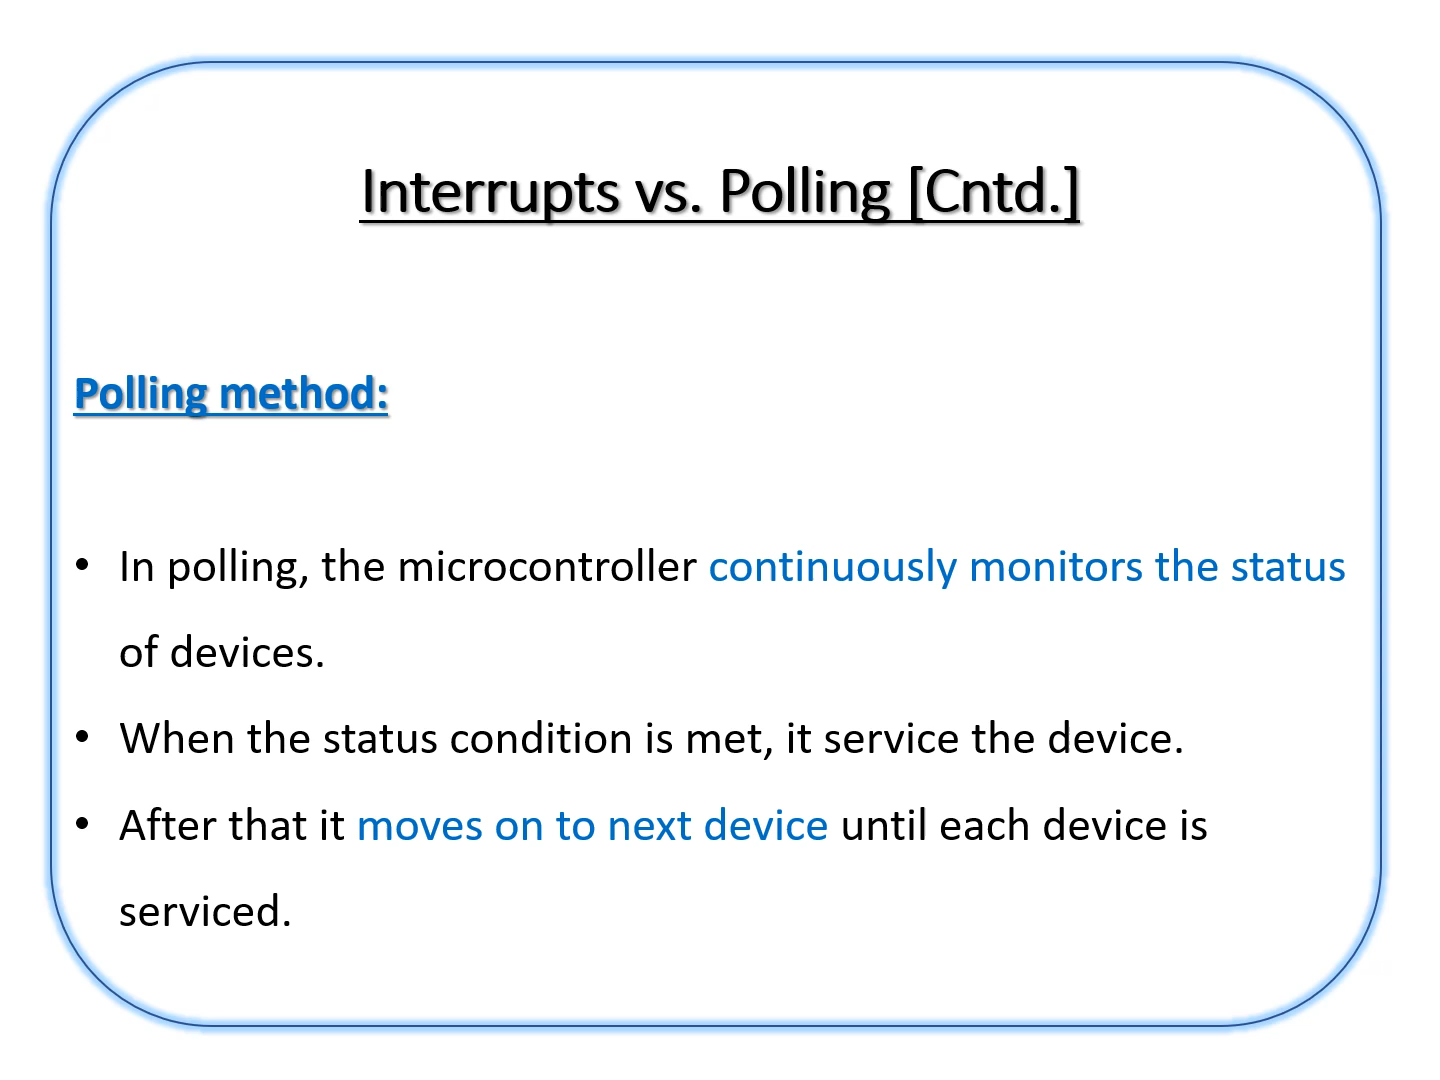 Interrupts vs. Polling [Cntd.]
Polling method:
• In polling, the microcontroller continuously monitors the status
of devices.
• When the status condition is met, it service the device.
• After that it moves on to next device until each device is
serviced.